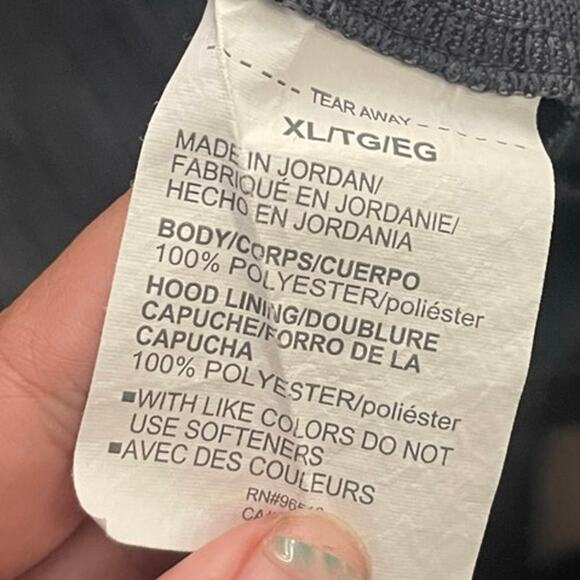 TEAR AWAY
XL/TG/EG
MADE IN JORDAN/
FABRIQUÉ EN JORDANIE/
HECHO EN JORDANIA
BODY/CORPS/CUERPO
100% POLYESTER/poliéster
HOOD LINING/DOUBLURE
CAPUCHE/FORRO DE LA
CAPUCHA
100% POLYESTER/poliéster
■WITH LIKE COLORS DO NOT
USE SOFTENERS
■AVEC DES COULEURS